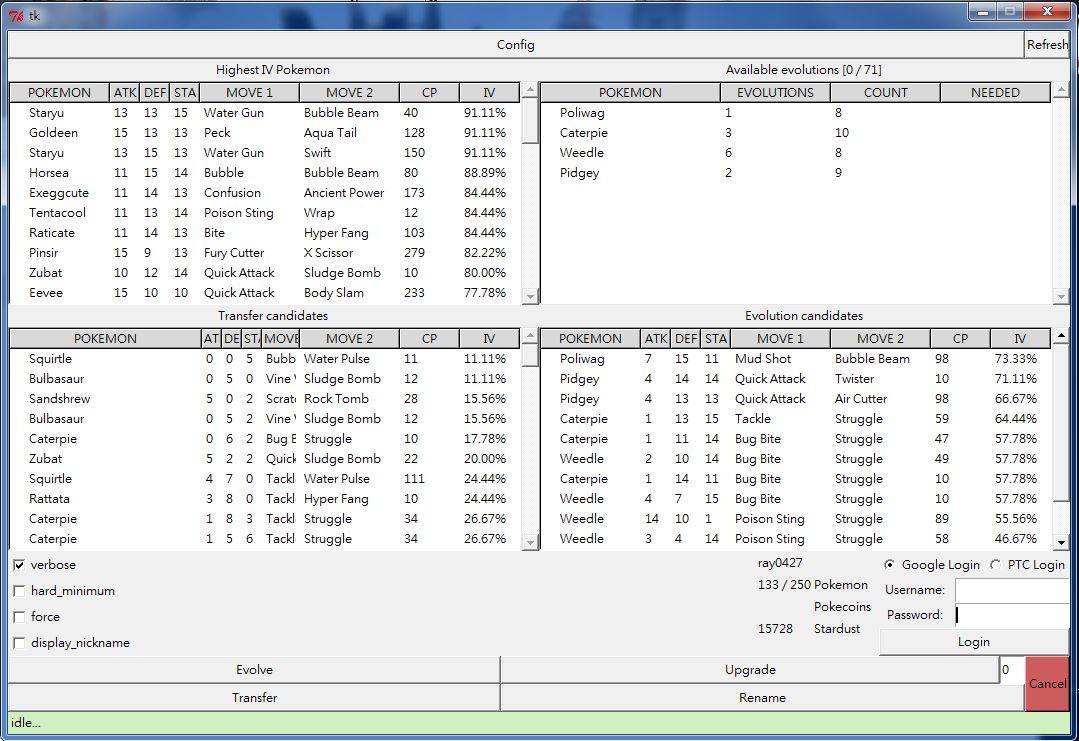 tk
Config Refresh
Highest IV Pokemon
POKEMON ATK DEF STA MOVE 1 MOVE 2 CP IV
Staryu 13 13 15 Water Gun Bubble Beam 40 91.11%
Goldeen 15 13 13 Peck Aqua Tail 128 91.11%
Staryu 13 15 13 Water Gun Swift 150 91.11%
Horsea 11 15 14 Bubble Bubble Beam 80 88.89%
Exeggcute 11 14 13 Confusion Ancient Power 173 84.44%
Tentacool 11 13 14 Poison Sting Wrap 12 84.44%
Raticate 11 14 13 Bite Hyper Fang 103 84.44%
Pinsir 15 9 13 Fury Cutter X Scissor 279 82.22%
Zubat 10 12 14 Quick Attack Sludge Bomb 10 80.00%
Eevee 15 10 10 Quick Attack Body Slam 233 77.78%
Available evolutions [0 / 71]
POKEMON EVOLUTIONS COUNT NEEDED
Poliwag 1 8
Caterpie 3 10
Weedle 6 8
Pidgey 2 9
Transfer candidates
POKEMON AT DE STA MOVE MOVE 2 CP IV
Squirtle 0 0 5 Bubb Water Pulse 11 11.11%
Bulbasaur 0 5 0 Vine Sludge Bomb 12 11.11%
Sandshrew 5 0 2 Scrat Rock Tomb 28 15.56%
Bulbasaur 0 5 2 Vine Sludge Bomb 12 15.56%
Caterpie 0 6 2 Bug B Struggle 10 17.78%
Zubat 5 2 2 Quick Sludge Bomb 22 20.00%
Squirtle 4 7 0 Tackl Water Pulse 111 24.44%
Rattata 3 8 0 Tackl Hyper Fang 10 24.44%
Caterpie 1 8 3 Tackl Struggle 34 26.67%
Caterpie 1 5 6 Tackl Struggle 34 26.67%
Evolution candidates
POKEMON ATK DEF STA MOVE 1 MOVE 2 CP IV
Poliwag 7 15 11 Mud Shot Bubble Beam 98 73.33%
Pidgey 4 14 14 Quick Attack Twister 10 71.11%
Pidgey 4 13 13 Quick Attack Air Cutter 98 66.67%
Caterpie 1 13 15 Tackle Struggle 59 64.44%
Caterpie 1 11 14 Bug Bite Struggle 47 57.78%
Weedle 2 10 14 Bug Bite Struggle 49 57.78%
Caterpie 1 14 11 Bug Bite Struggle 10 57.78%
Weedle 4 7 15 Bug Bite Struggle 10 57.78%
Weedle 14 10 1 Poison Sting Struggle 89 55.56%
Weedle 3 4 14 Poison Sting Struggle 58 46.67%
verbose
hard_minimum
force
display_nickname
ray0427
133 / 250 Pokemon
Pokecoins
15728 Stardust
Google Login PTC Login
Username:
Password:
Login
Evolve Upgrade 0
Transfer Rename
Cancel
idle...